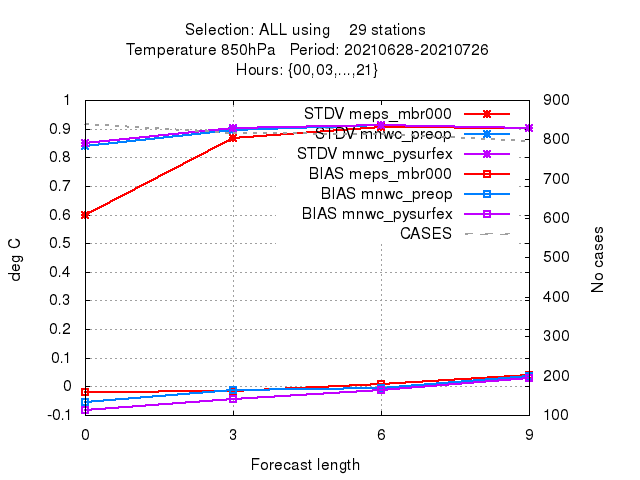 Selection: ALL using 29 stations
Temperature 850hPa Period: 20210628-20210726
Hours: {00,03,...,21}
1 900
STDV meps_mbr000
0.9 STDV mnwc_preop 800
0.8 STDV mnwc_pysurfex
0.7 BIAS meps_mbr000 700
BIAS mnwc_preop
0.6 BIAS mnwc_pysurfex 600
0.5 CASES
deg C No cases
0.4 500
0.3 400
0.2 300
0.1 200
0
-0.1 100
0 3 6 9
Forecast length